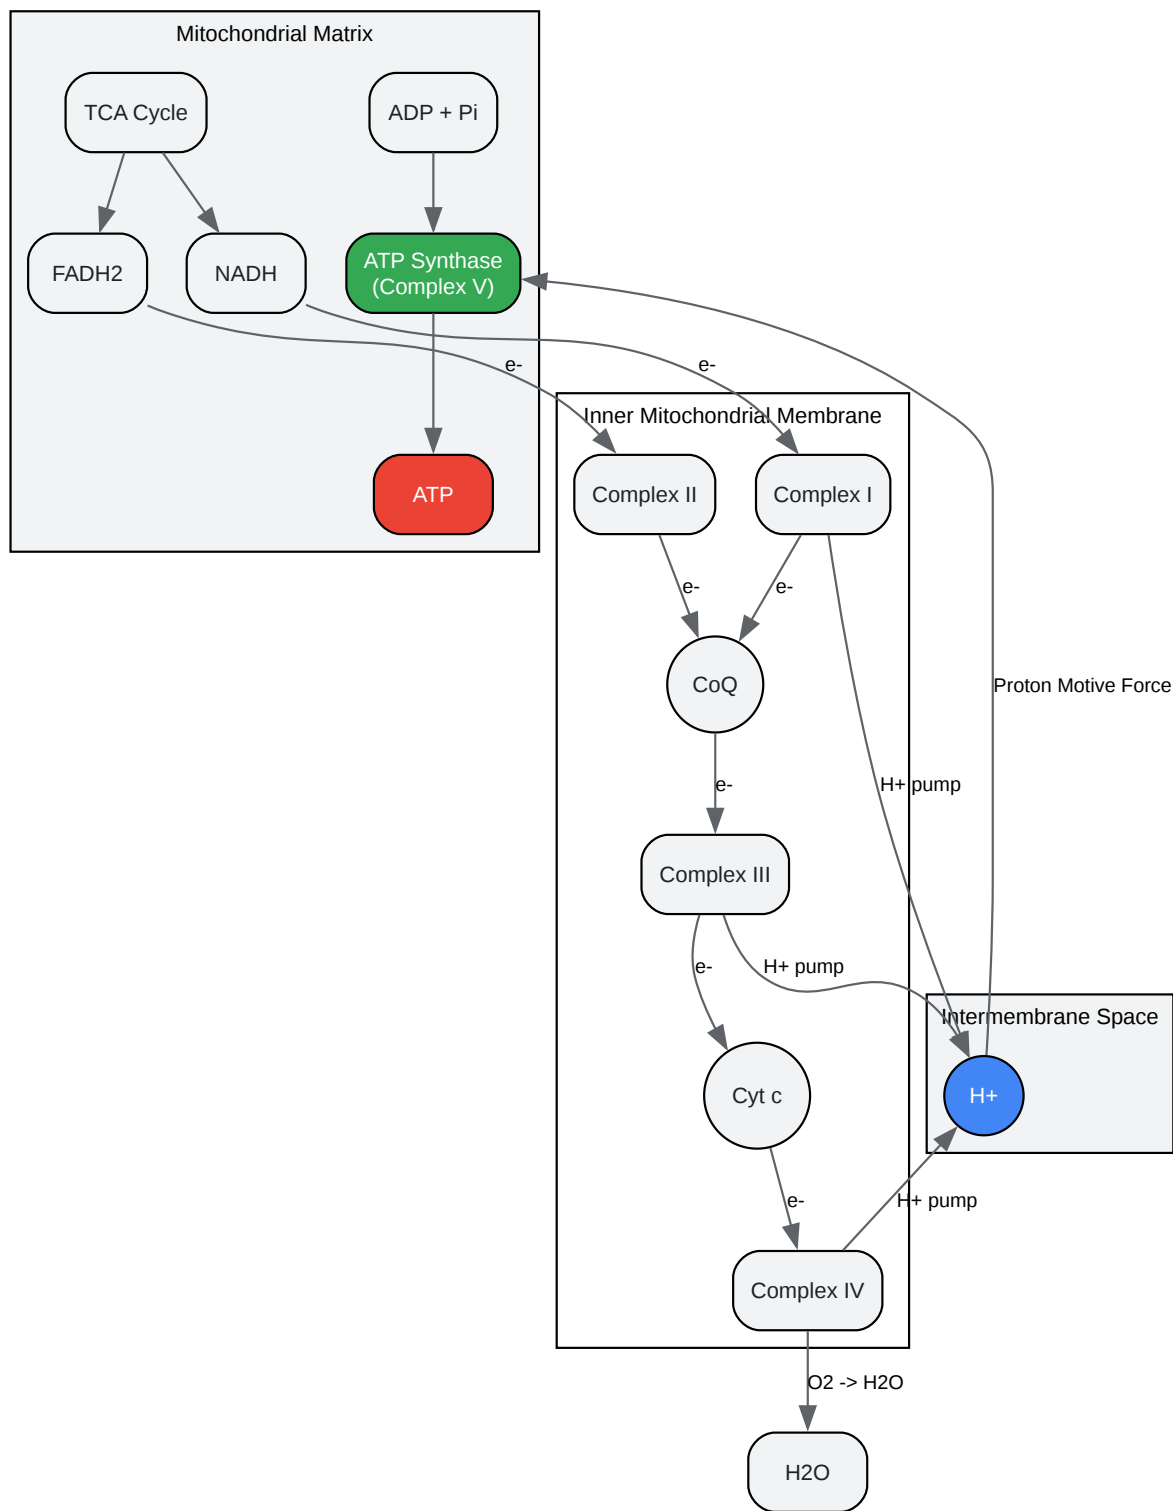 Mitochondrial Matrix
TCA Cycle
ADP + Pi
FADH2
NADH
ATP Synthase
(Complex V)
e-
e-
Inner Mitochondrial Membrane
ATP
Complex II
Complex I
e-
e-
CoQ
Proton Motive Force
e-
H+ pump
Complex III
e-
H+ pump
Intermembrane Space
Cyt c
H+
e-
H+ pump
Complex IV
O2 -> H2O
H2O